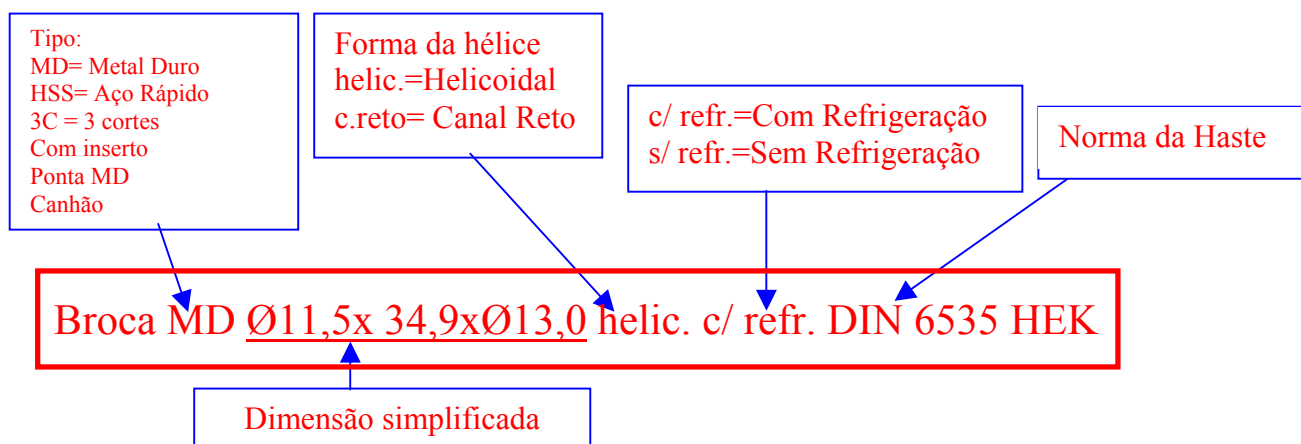 Tipo:
MD= Metal Duro
HSS= Aço Rápido
3C = 3 cortes
Com inserto
Ponta MD
Canhão
Forma da hélice
helic.=Helicoidal
c.reto= Canal Reto
c/ refr.=Com Refrigeração
s/ refr.=Sem Refrigeração
Norma da Haste
Broca MD Ø11,5x 34,9xØ13,0 helic. c/ refr. DIN 6535 HEK
Dimensão simplificada